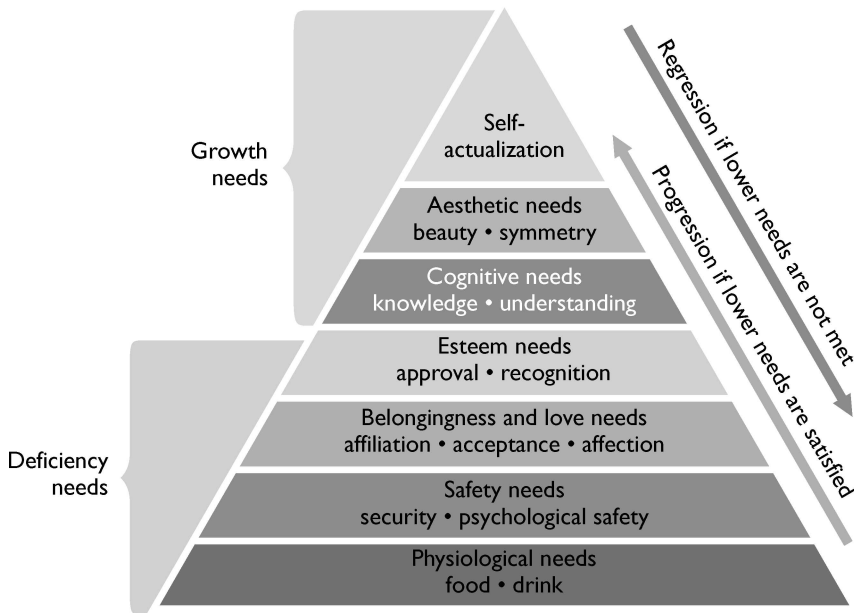 Growth
needs
Self-
actualization
Aesthetic needs
beauty • symmetry
Cognitive needs
knowledge • understanding
Deficiency
needs
Esteem needs
approval • recognition
Belongingness and love needs
affiliation • acceptance • affection
Safety needs
security • psychological safety
Physiological needs
food • drink
Regression if lower needs are not met
Progression if lower needs are satisfied